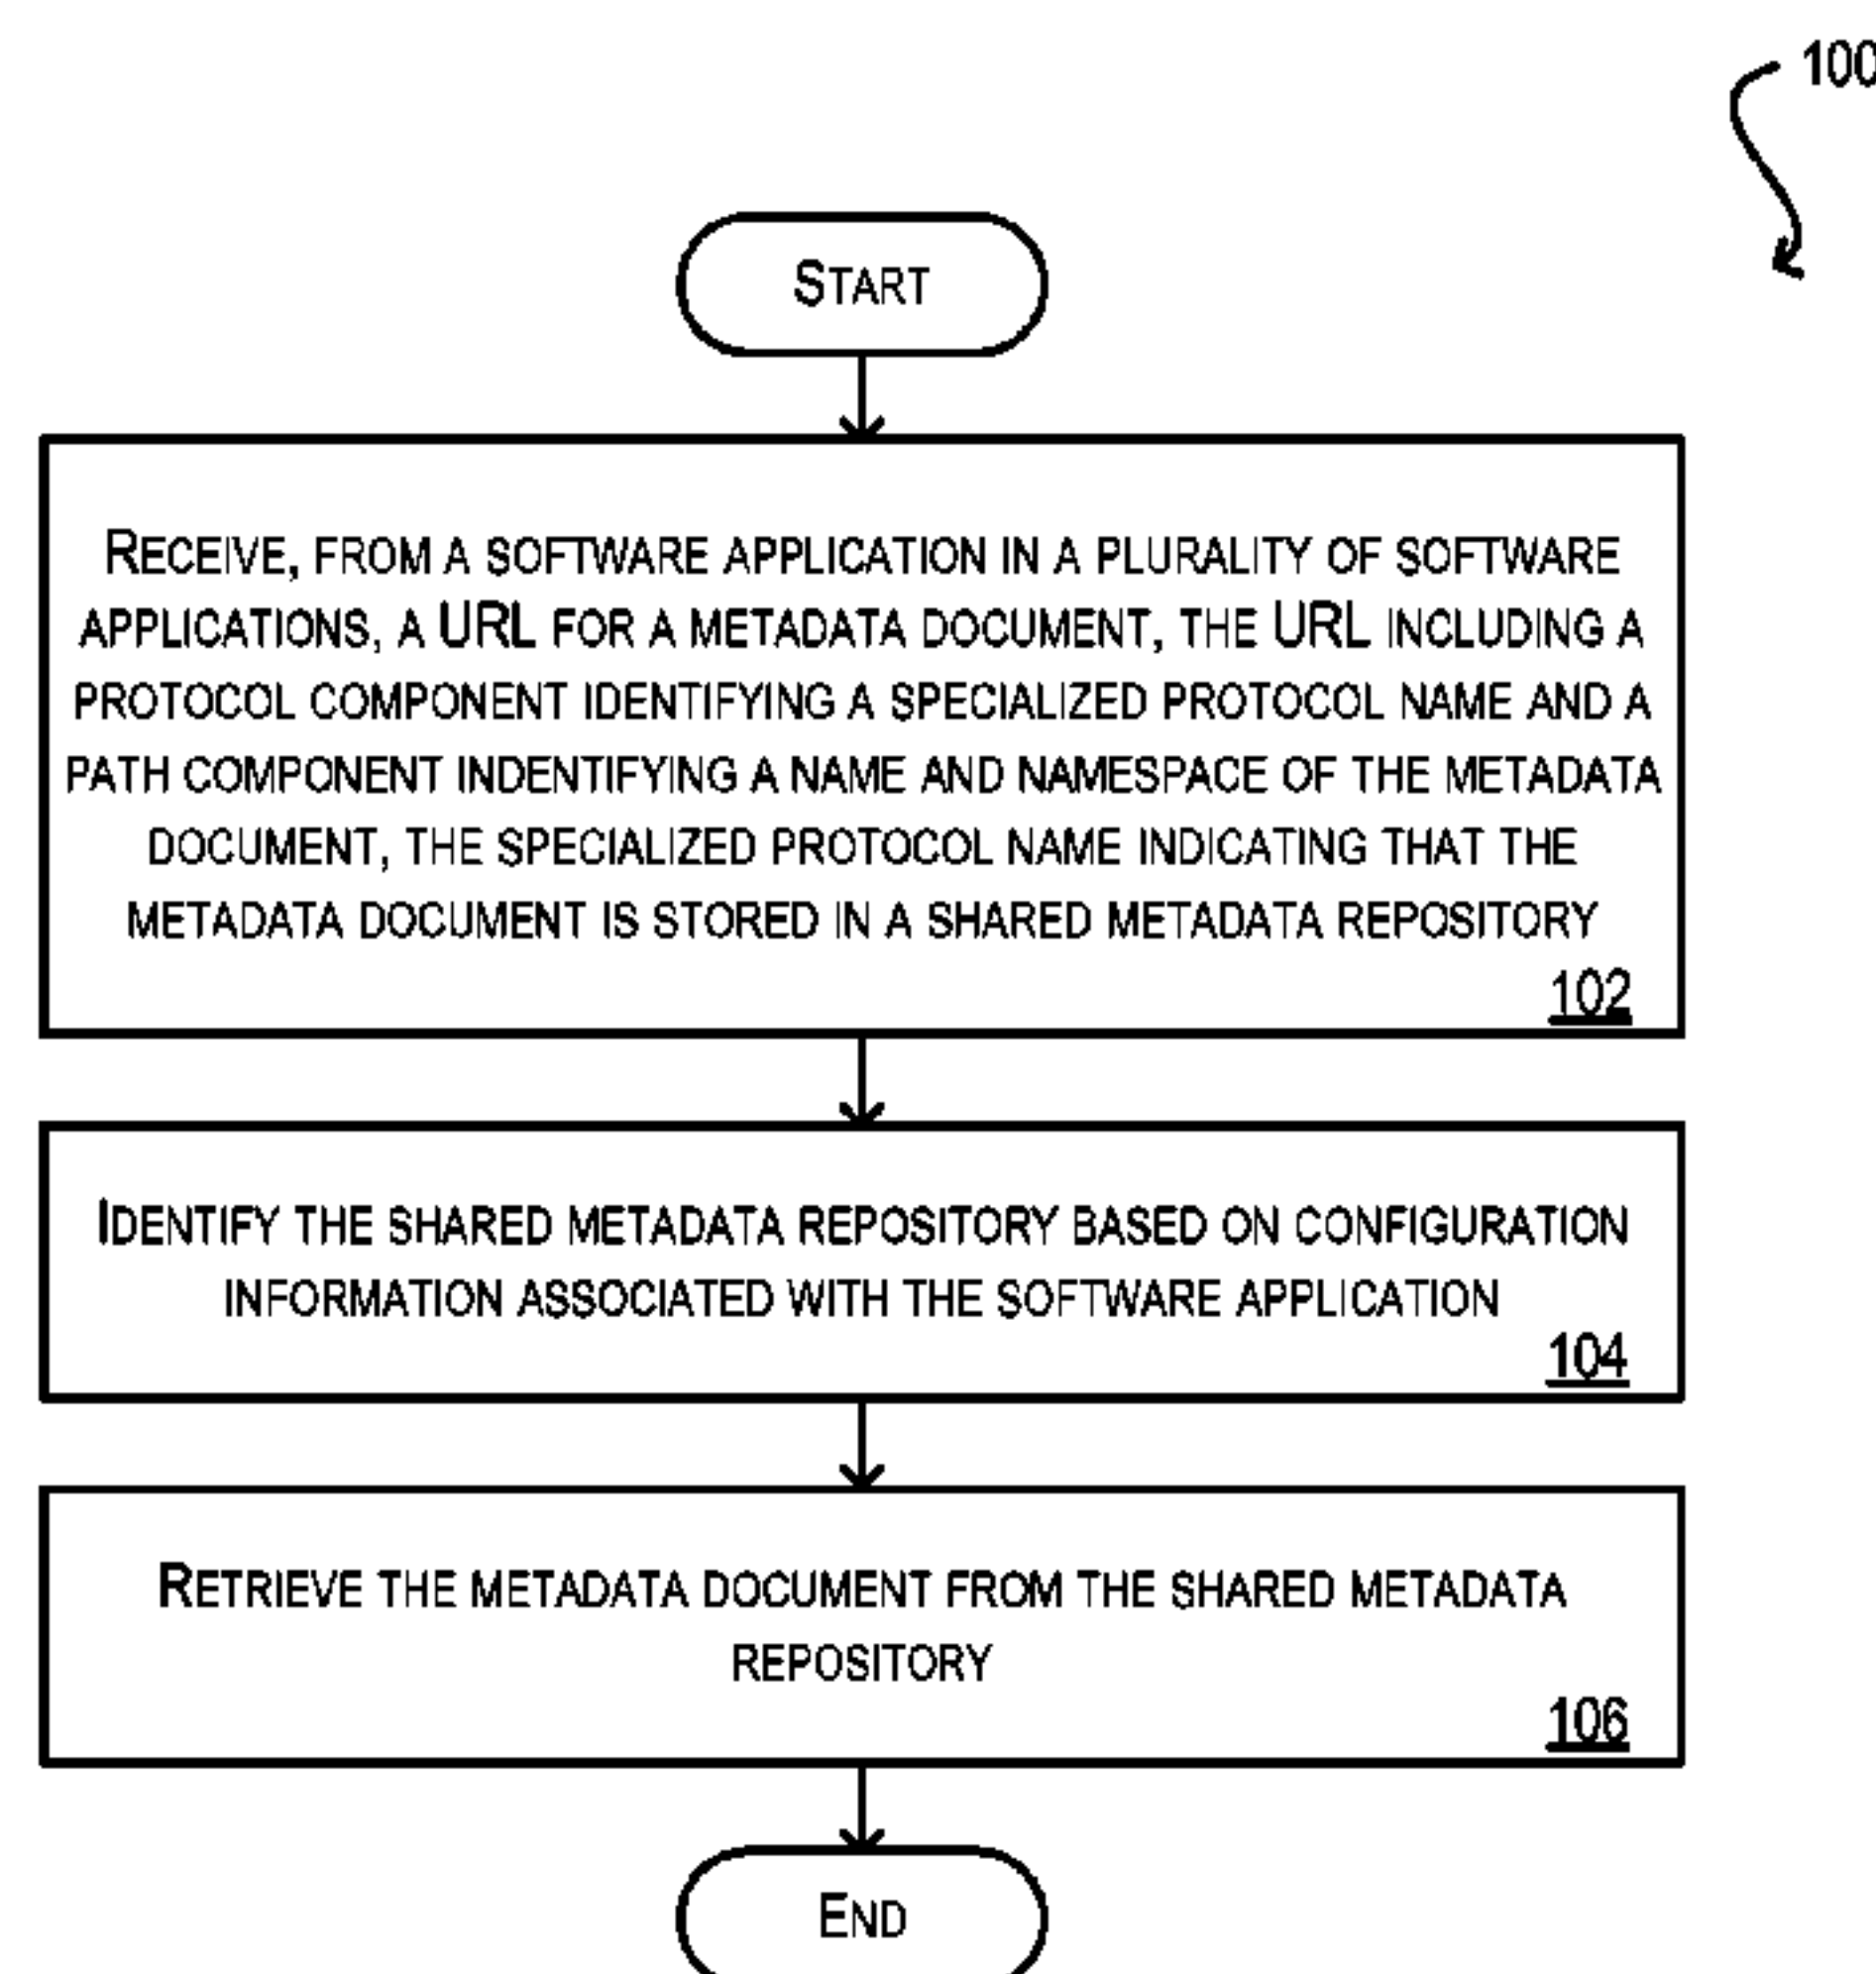 100
START
RECEIVE, FROM A SOFTWARE APPLICATION IN A PLURALITY OF SOFTWARE
APPLICATIONS, A URL FOR A METADATA DOCUMENT, THE URL INCLUDING A
PROTOCOL COMPONENT IDENTIFYING A SPECIALIZED PROTOCOL NAME AND A
PATH COMPONENT INDENTIFYING A NAME AND NAMESPACE OF THE METADATA
DOCUMENT, THE SPECIALIZED PROTOCOL NAME INDICATING THAT THE
METADATA DOCUMENT IS STORED IN A SHARED METADATA REPOSITORY
102
IDENTIFY THE SHARED METADATA REPOSITORY BASED ON CONFIGURATION
INFORMATION ASSOCIATED WITH THE SOFTWARE APPLICATION
104
RETRIEVE THE METADATA DOCUMENT FROM THE SHARED METADATA
REPOSITORY
106
END